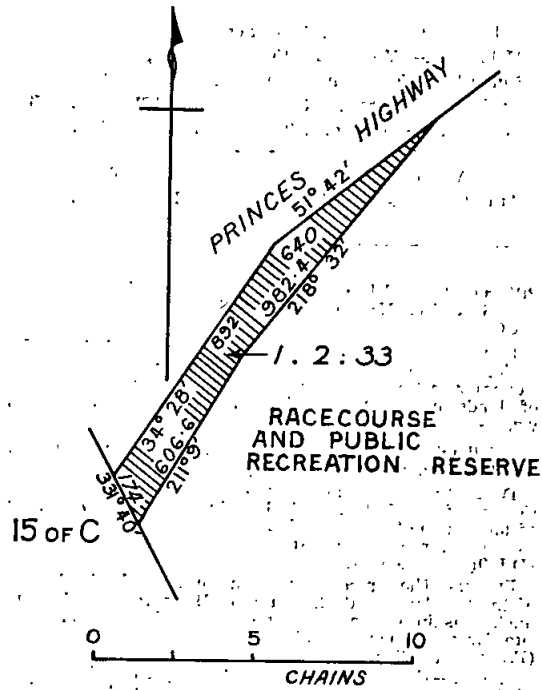 PRINCES HIGHWAY
51° 42'
640
982·4
218° 32'
892
34° 28'
606·6
211° 9'
174
331° 40'
1 . 2 : 33
RACECOURSE
AND PUBLIC
RECREATION RESERVE
15 OF C
0 5 10
CHAINS